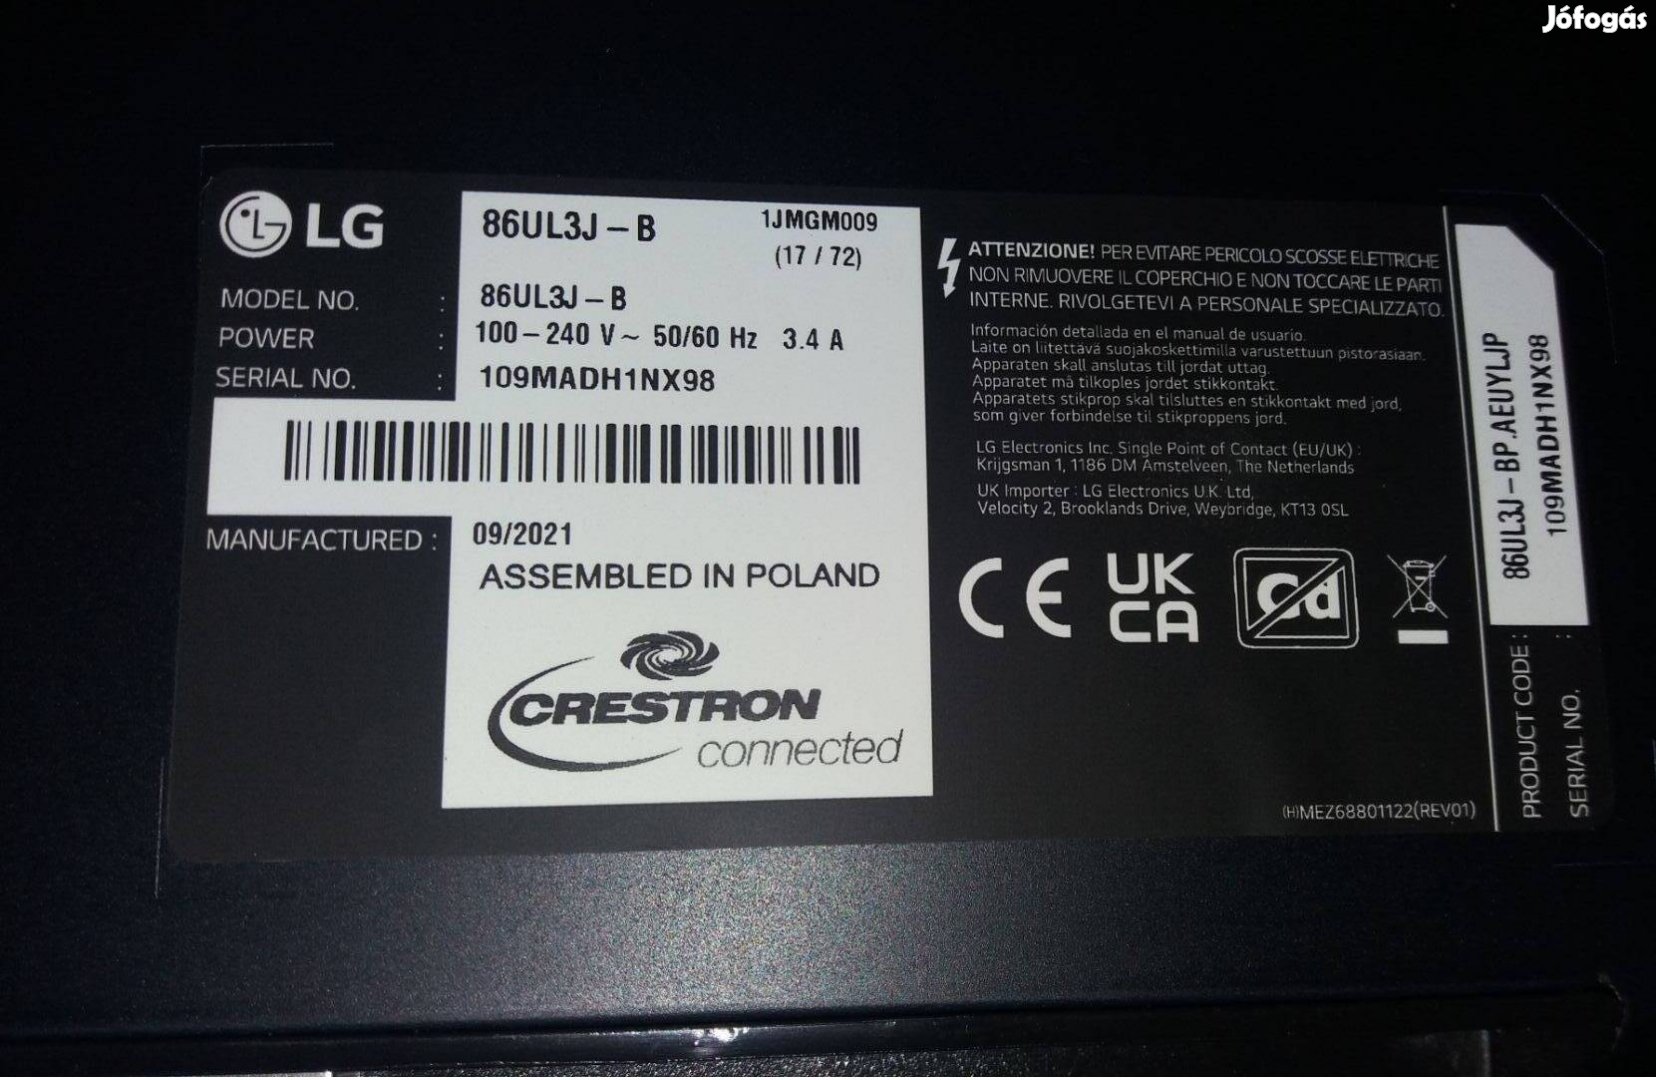 Jófogás
LG
86UL3J-B 1JMGM009
(17 / 72)
MODEL NO. : 86UL3J-B
POWER : 100-240 V~ 50/60 Hz 3.4 A
SERIAL NO. : 109MADH1NX98
MANUFACTURED : 09/2021
ASSEMBLED IN POLAND
CRESTRON
connected
ATTENZIONE! PER EVITARE PERICOLO SCOSSE ELETTRICHE
NON RIMUOVERE IL COPERCHIO E NON TOCCARE LE PARTI
INTERNE. RIVOLGETEVI A PERSONALE SPECIALIZZATO.
Información detallada en el manual de usuario.
Laite on liitettävä suojakoskettimilla varustettuun pistorasiaan.
Apparaten skall anslutas till jordat uttag.
Apparatet må tilkoples jordet stikkontakt.
Apparatets stikprop skal tilsluttes en stikkontakt med jord,
som giver forbindelse til stikproppens jord.
LG Electronics Inc. Single Point of Contact (EU/UK) :
Krijgsman 1, 1186 DM Amstelveen, The Netherlands
UK Importer : LG Electronics U.K. Ltd,
Velocity 2, Brooklands Drive, Weybridge, KT13 0SL
CE UK
CA
Cd
(H)MEZ68801122(REV01)
PRODUCT CODE : 86UL3J-BP.AEUYLJP
SERIAL NO. : 109MADH1NX98